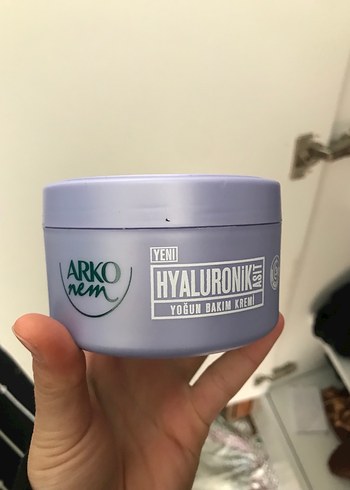 ARKO
nem
YENİ
HYALURONİK
ASİT
YOĞUN BAKIM KREMİ